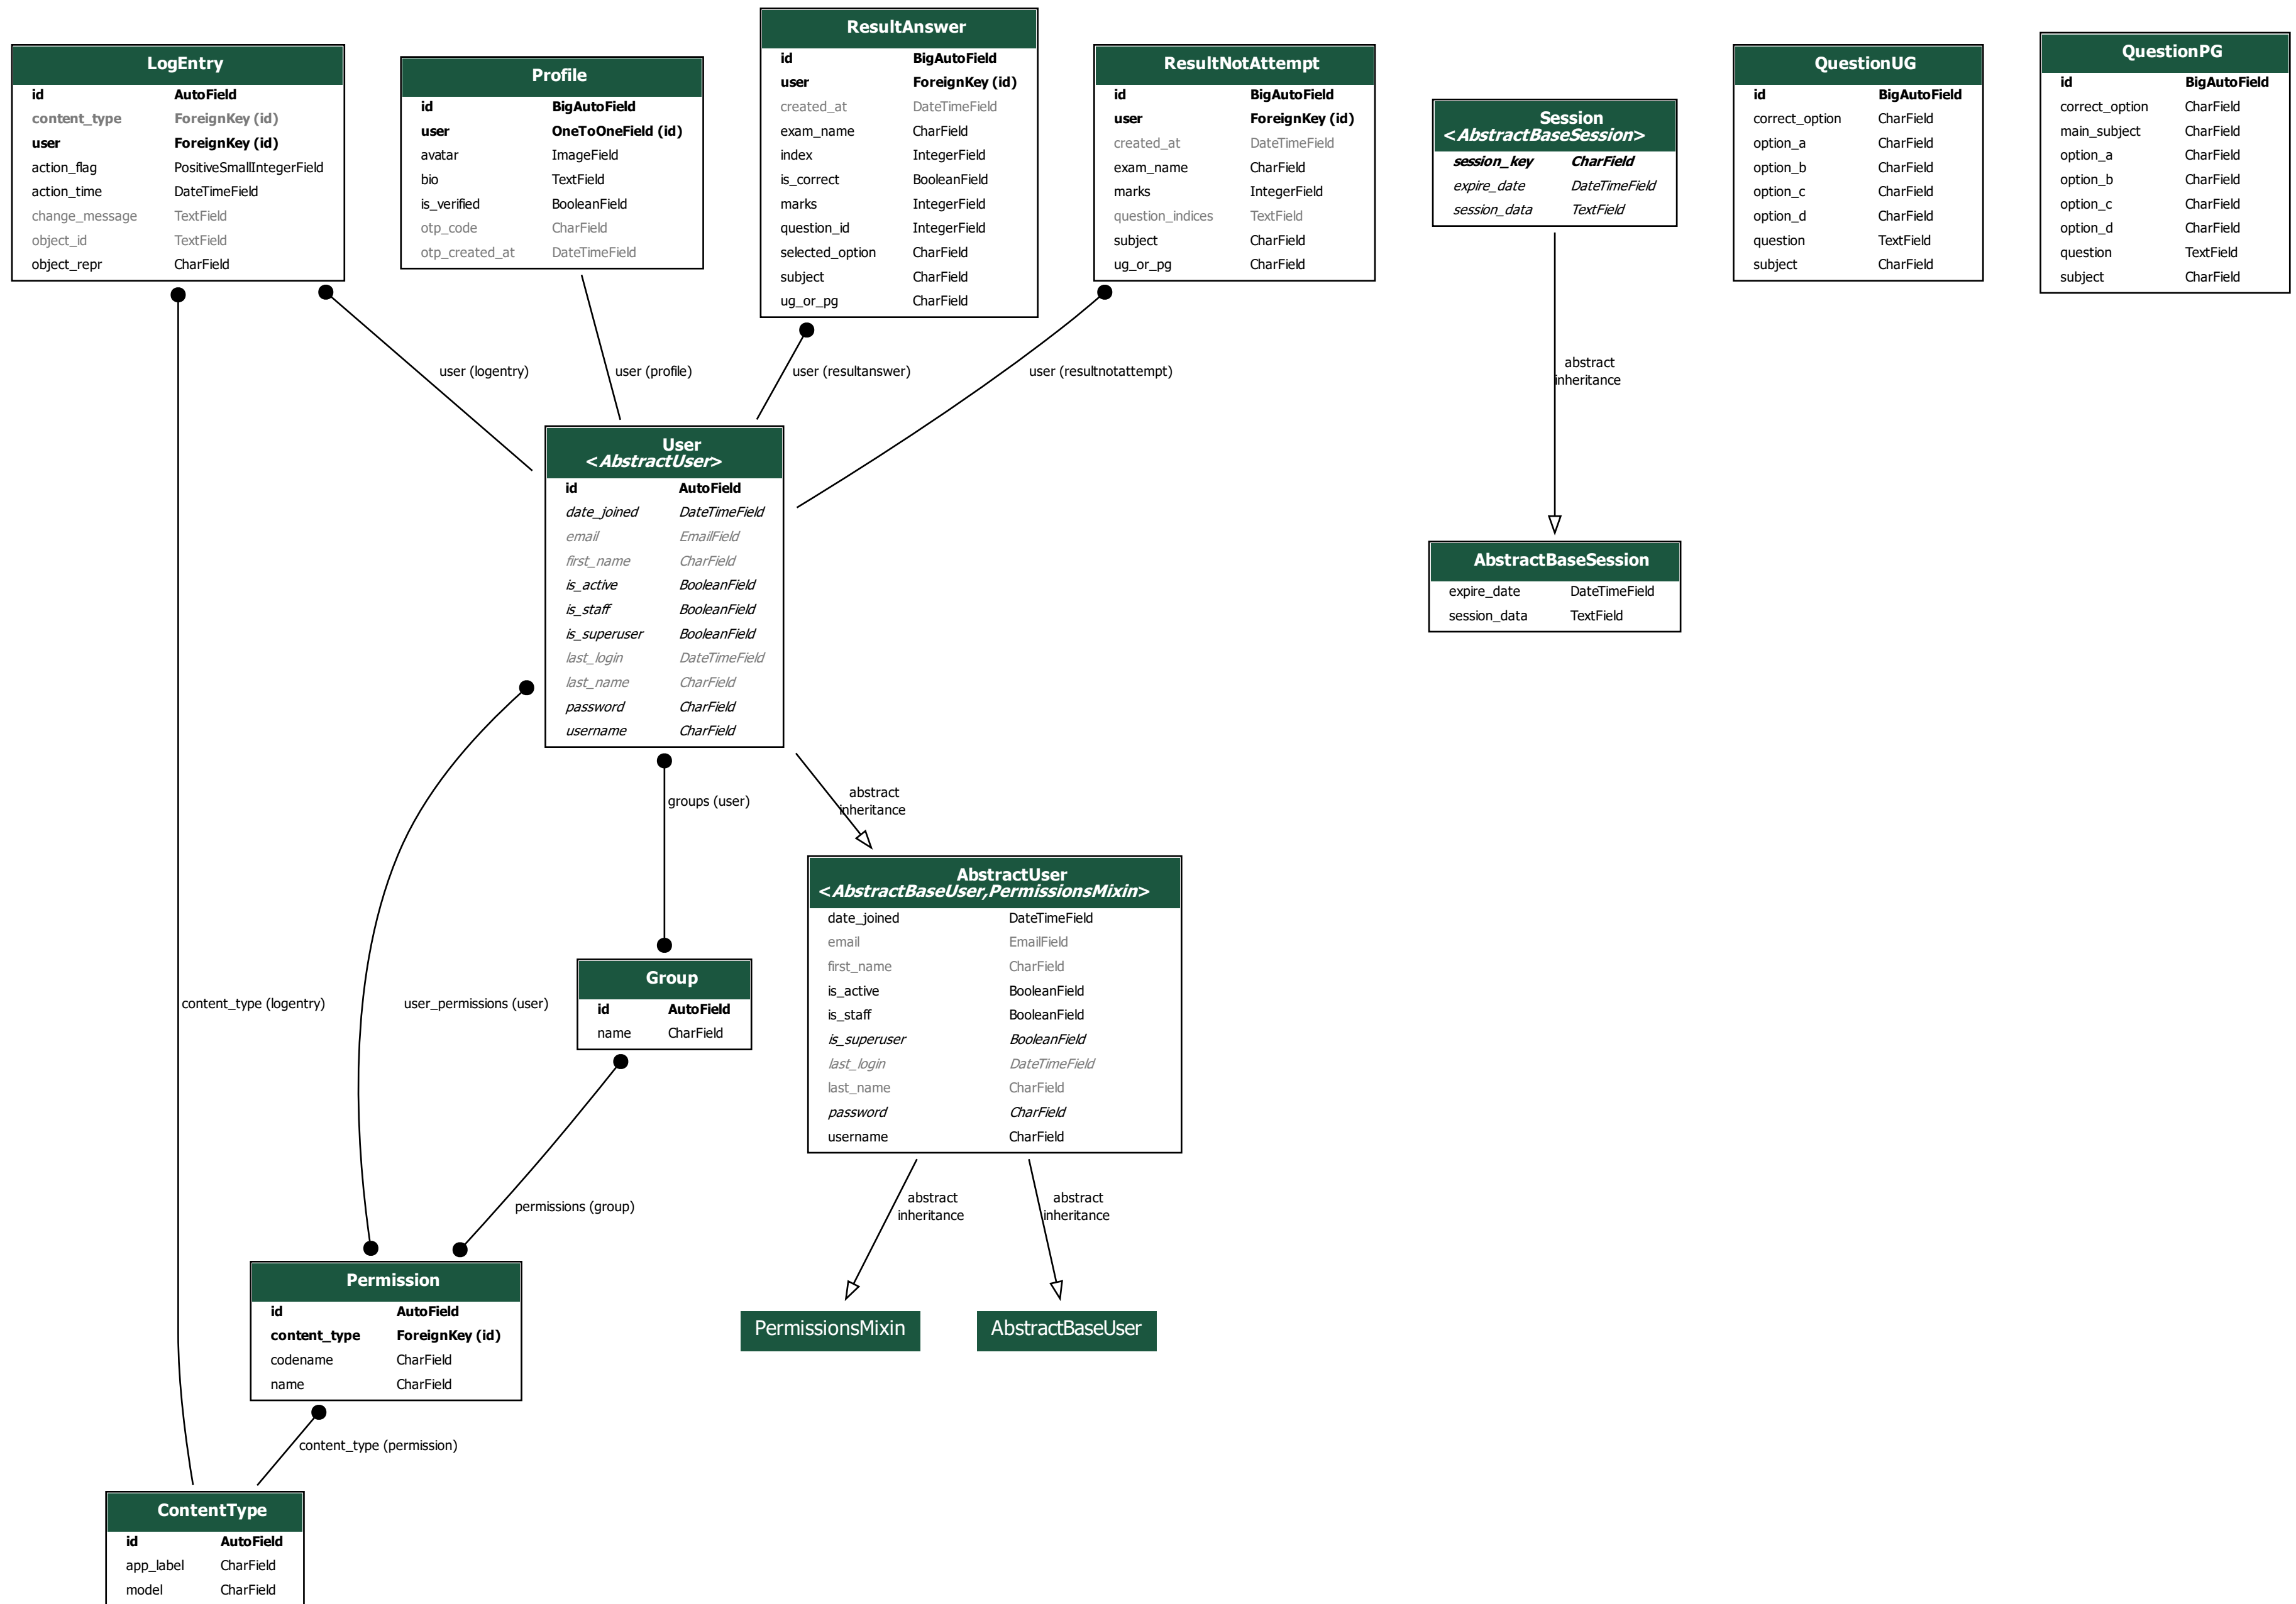 LogEntry
id AutoField
content_type ForeignKey (id)
user ForeignKey (id)
action_flag PositiveSmallIntegerField
action_time DateTimeField
change_message TextField
object_id TextField
object_repr CharField
Profile
id BigAutoField
user OneToOneField (id)
avatar ImageField
bio TextField
is_verified BooleanField
otp_code CharField
otp_created_at DateTimeField
ResultAnswer
id BigAutoField
user ForeignKey (id)
created_at DateTimeField
exam_name CharField
index IntegerField
is_correct BooleanField
marks IntegerField
question_id IntegerField
selected_option CharField
subject CharField
ug_or_pg CharField
ResultNotAttempt
id BigAutoField
user ForeignKey (id)
created_at DateTimeField
exam_name CharField
marks IntegerField
question_indices TextField
subject CharField
ug_or_pg CharField
Session
<AbstractBaseSession>
session_key CharField
expire_date DateTimeField
session_data TextField
QuestionUG
id BigAutoField
correct_option CharField
option_a CharField
option_b CharField
option_c CharField
option_d CharField
question TextField
subject CharField
QuestionPG
id BigAutoField
correct_option CharField
main_subject CharField
option_a CharField
option_b CharField
option_c CharField
option_d CharField
question TextField
subject CharField
user (logentry)
user (profile)
user (resultanswer)
user (resultnotattempt)
abstract
inheritance
User
<AbstractUser>
id AutoField
date_joined DateTimeField
email EmailField
first_name CharField
is_active BooleanField
is_staff BooleanField
is_superuser BooleanField
last_login DateTimeField
last_name CharField
password CharField
username CharField
AbstractBaseSession
expire_date DateTimeField
session_data TextField
groups (user)
abstract
inheritance
AbstractUser
<AbstractBaseUser,PermissionsMixin>
date_joined DateTimeField
email EmailField
first_name CharField
is_active BooleanField
is_staff BooleanField
is_superuser BooleanField
last_login DateTimeField
last_name CharField
password CharField
username CharField
content_type (logentry)
user_permissions (user)
Group
id AutoField
name CharField
permissions (group)
abstract
inheritance
abstract
inheritance
Permission
id AutoField
content_type ForeignKey (id)
codename CharField
name CharField
PermissionsMixin
AbstractBaseUser
content_type (permission)
ContentType
id AutoField
app_label CharField
model CharField